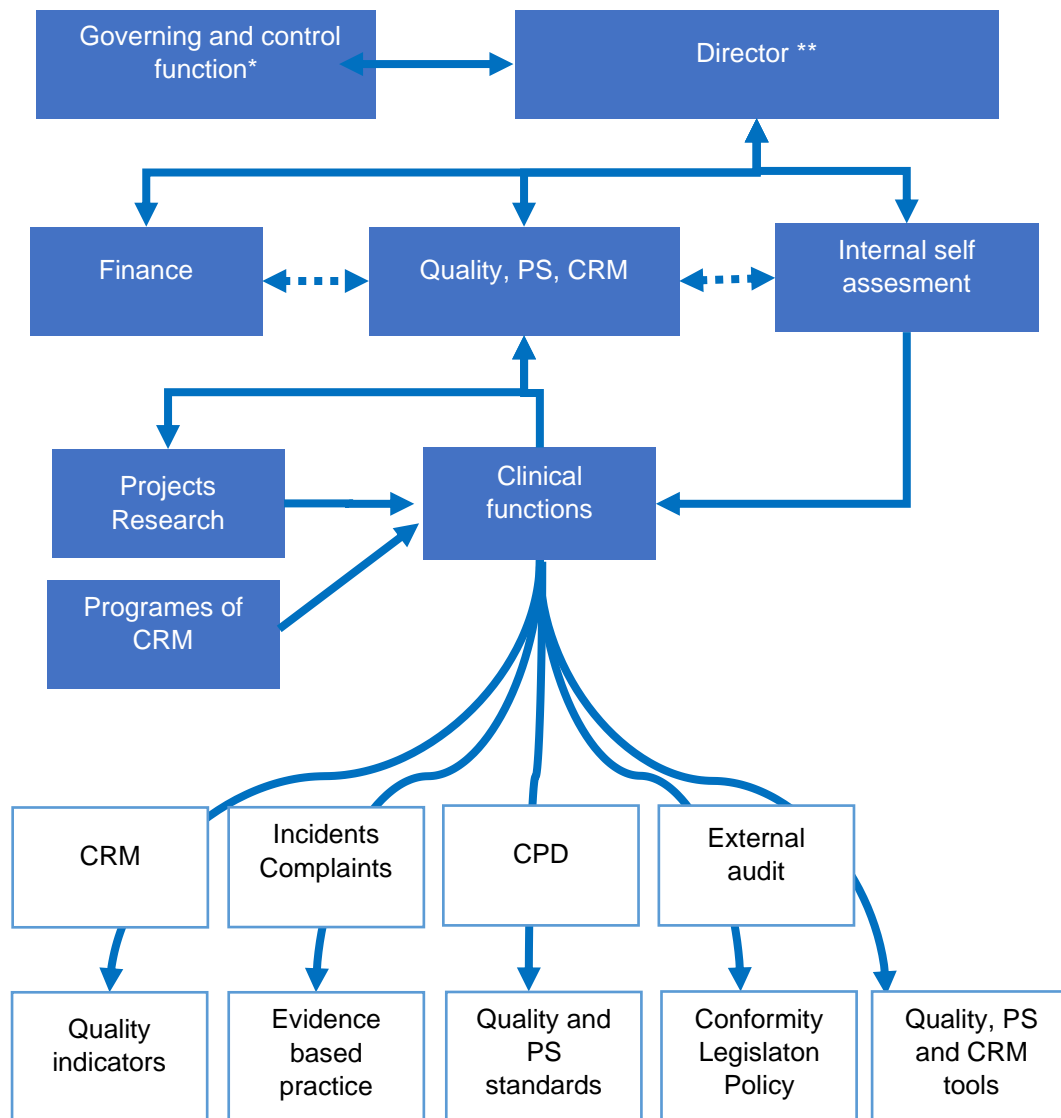 Governing and control
function*
Director **
Finance
Quality, PS, CRM
Internal self
assesment
Projects
Research
Clinical
functions
Programes of
CRM
CRM
Incidents
Complaints
CPD
External
audit
Quality
indicators
Evidence
based
practice
Quality and
PS
standards
Conformity
Legislaton
Policy
Quality, PS
and CRM
tools